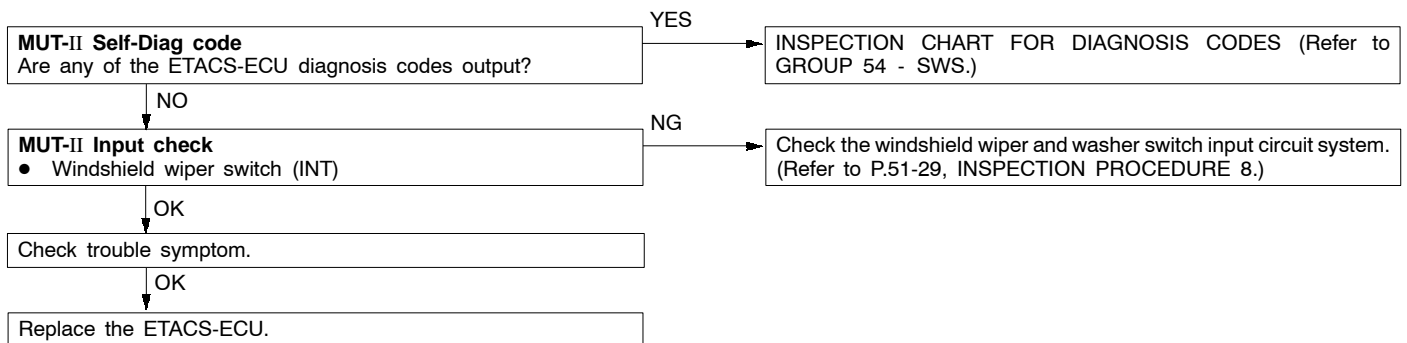 YES
MUT-II Self-Diag code
Are any of the ETACS-ECU diagnosis codes output?
INSPECTION CHART FOR DIAGNOSIS CODES (Refer to
GROUP 54 - SWS.)
NO
NG
MUT-II Input check
● Windshield wiper switch (INT)
Check the windshield wiper and washer switch input circuit system.
(Refer to P.51-29, INSPECTION PROCEDURE 8.)
OK
Check trouble symptom.
OK
Replace the ETACS-ECU.